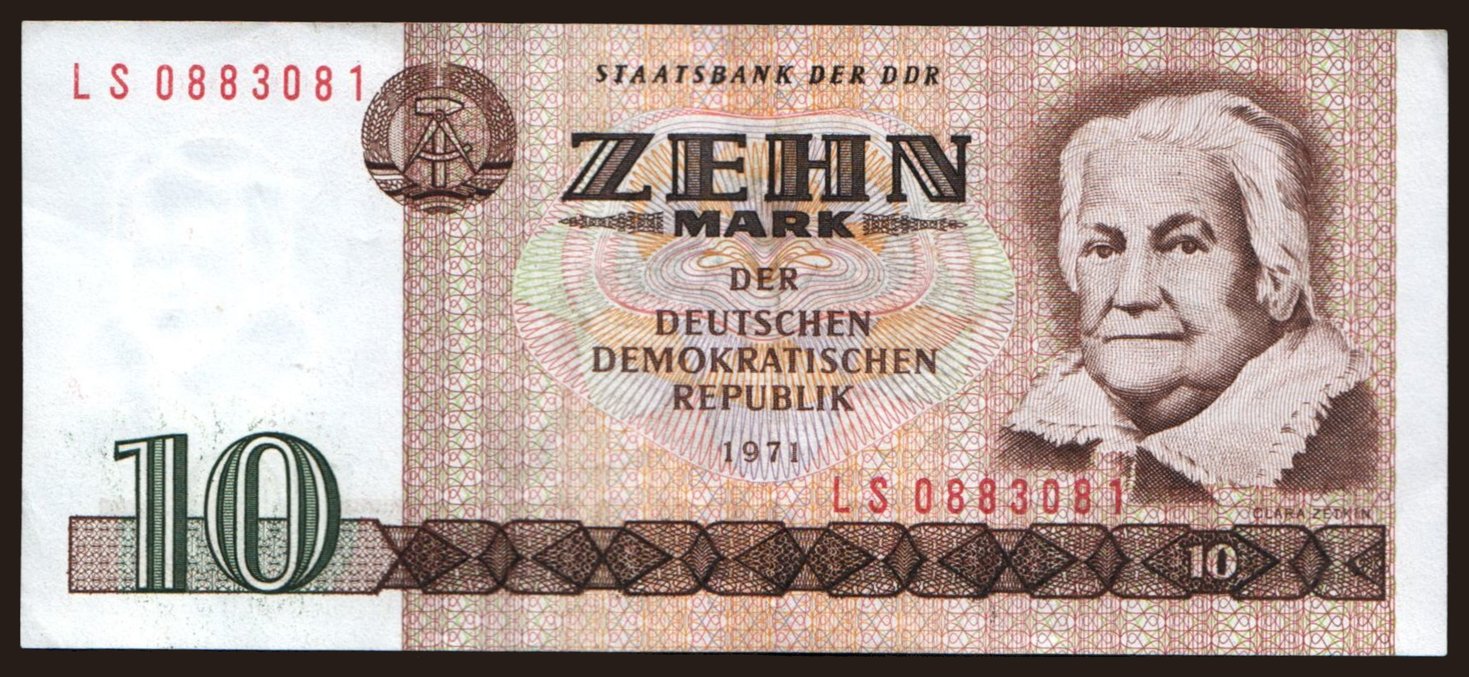 LS 0883081
STAATSBANK DER DDR
ZEHN
MARK
DER
DEUTSCHEN
DEMOKRATISCHEN
REPUBLIK
1971
LS 0883081
CLARA ZETKIN
10
10